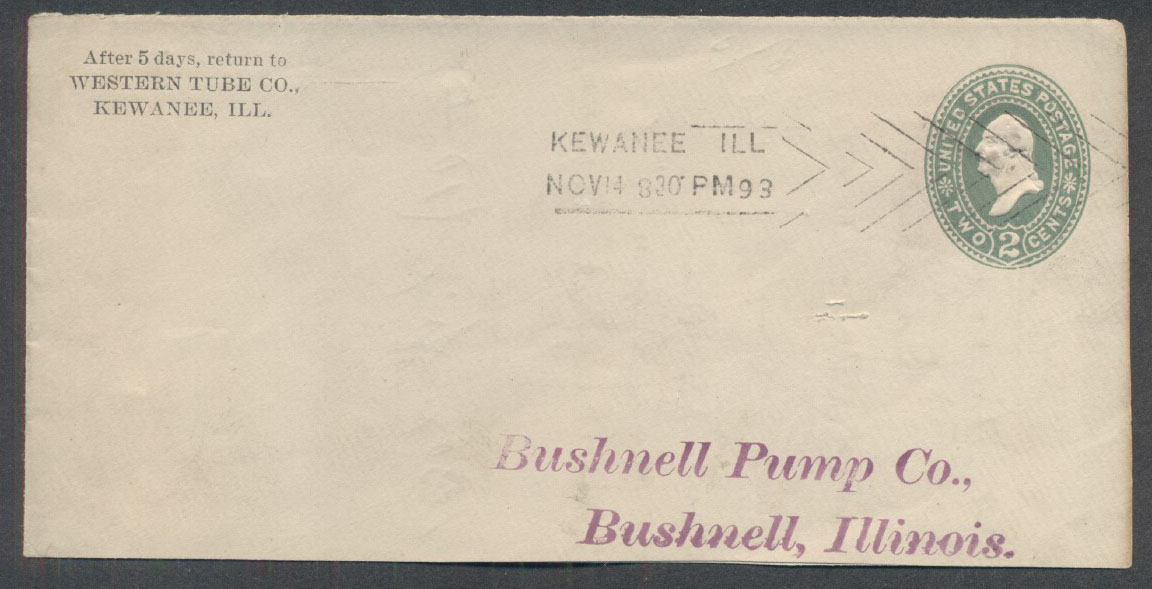 After 5 days, return to
WESTERN TUBE CO.,
KEWANEE, ILL.
KEWANEE ILL
NOV14 830 PM 93
UNITED STATES POSTAGE
TWO 2 CENTS
Bushnell Pump Co.,
Bushnell, Illinois.